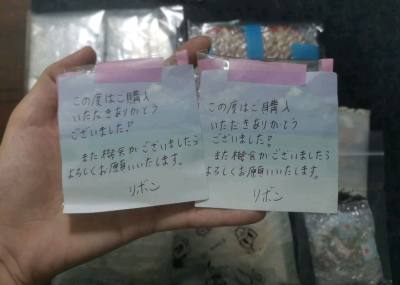 この度はご購入
いただきありがとう
ございました!
また機会がございましたら
よろしくお願いいたします。
リボン
この度はご購入
いただきありがとう
ございました!
また機会がございましたら
よろしくお願いいたします。
リボン